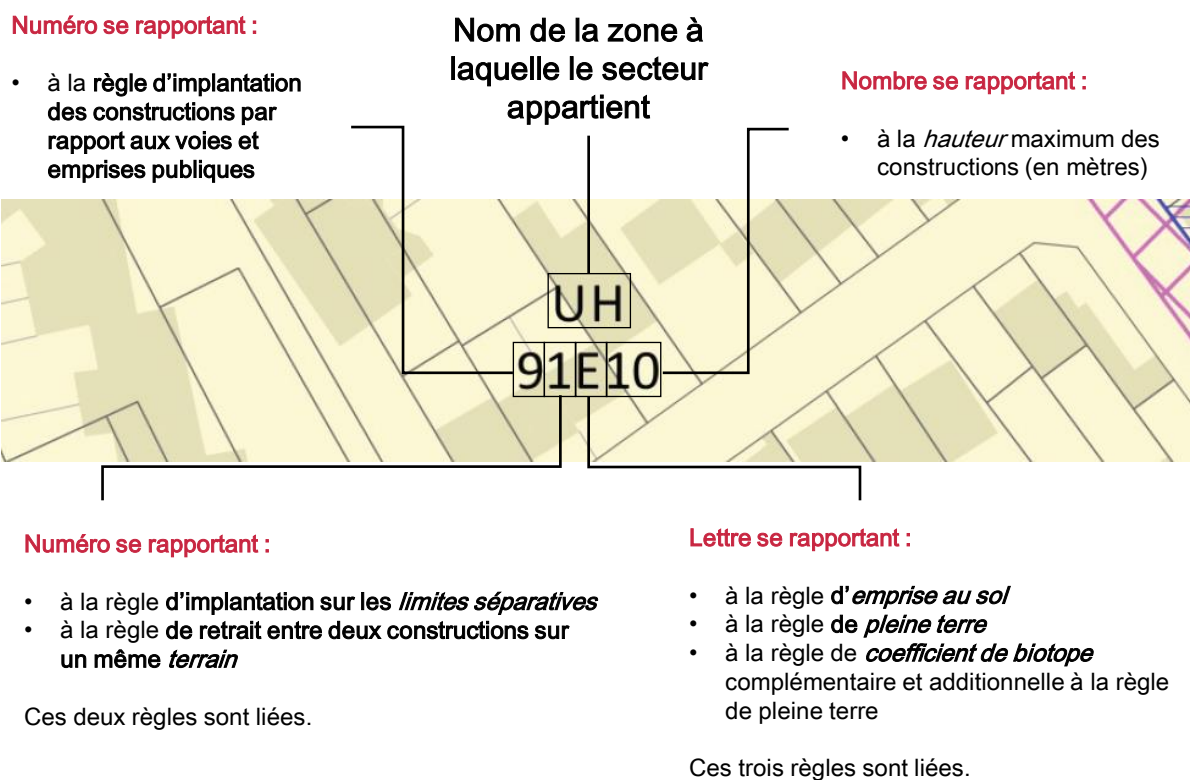 Numéro se rapportant :
• à la règle d’implantation
des constructions par
rapport aux voies et
emprises publiques
Nom de la zone à
laquelle le secteur
appartient
Nombre se rapportant :
• à la hauteur maximum des
constructions (en mètres)
UH
91E10
Numéro se rapportant :
• à la règle d’implantation sur les limites séparatives
• à la règle de retrait entre deux constructions sur
un même terrain
Ces deux règles sont liées.
Lettre se rapportant :
• à la règle d’emprise au sol
• à la règle de pleine terre
• à la règle de coefficient de biotope
complémentaire et additionnelle à la règle
de pleine terre
Ces trois règles sont liées.